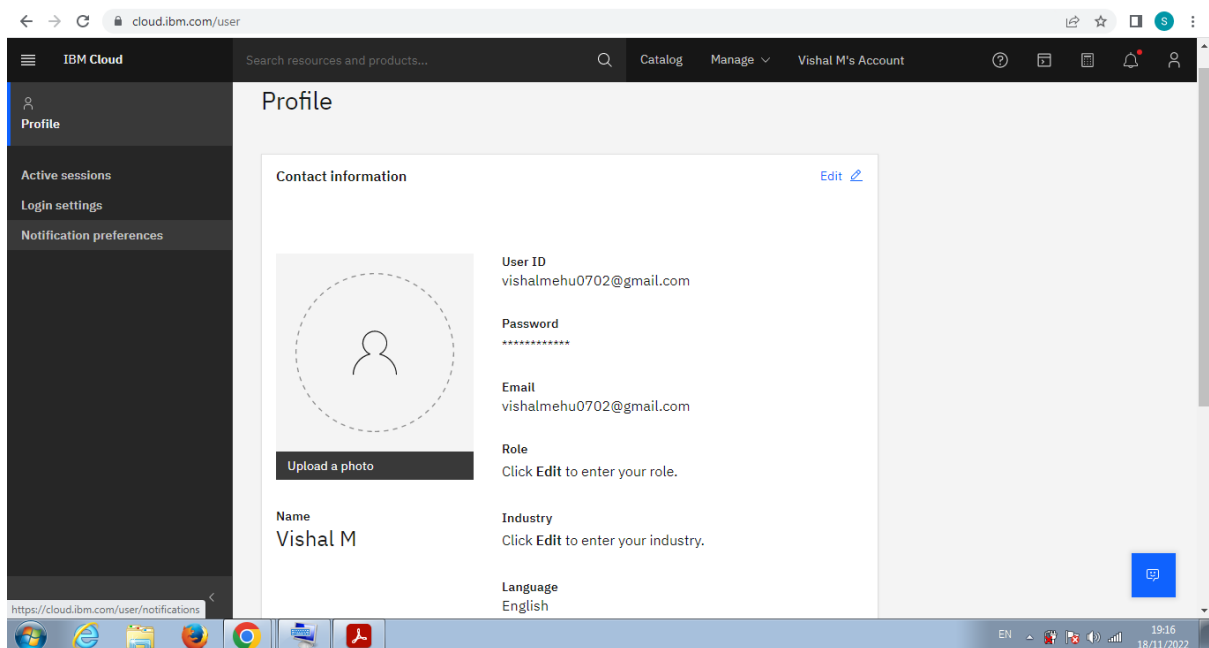 cloud.ibm.com/user
S
IBM Cloud
Search resources and products...
Catalog
Manage
Vishal M's Account
Profile
Active sessions
Login settings
Notification preferences
Profile
Contact information
Edit
User ID
vishalmehu0702@gmail.com
Password
************
Email
vishalmehu0702@gmail.com
Role
Click Edit to enter your role.
Upload a photo
Name
Vishal M
Industry
Click Edit to enter your industry.
Language
English
https://cloud.ibm.com/user/notifications
EN
19:16
18/11/2022